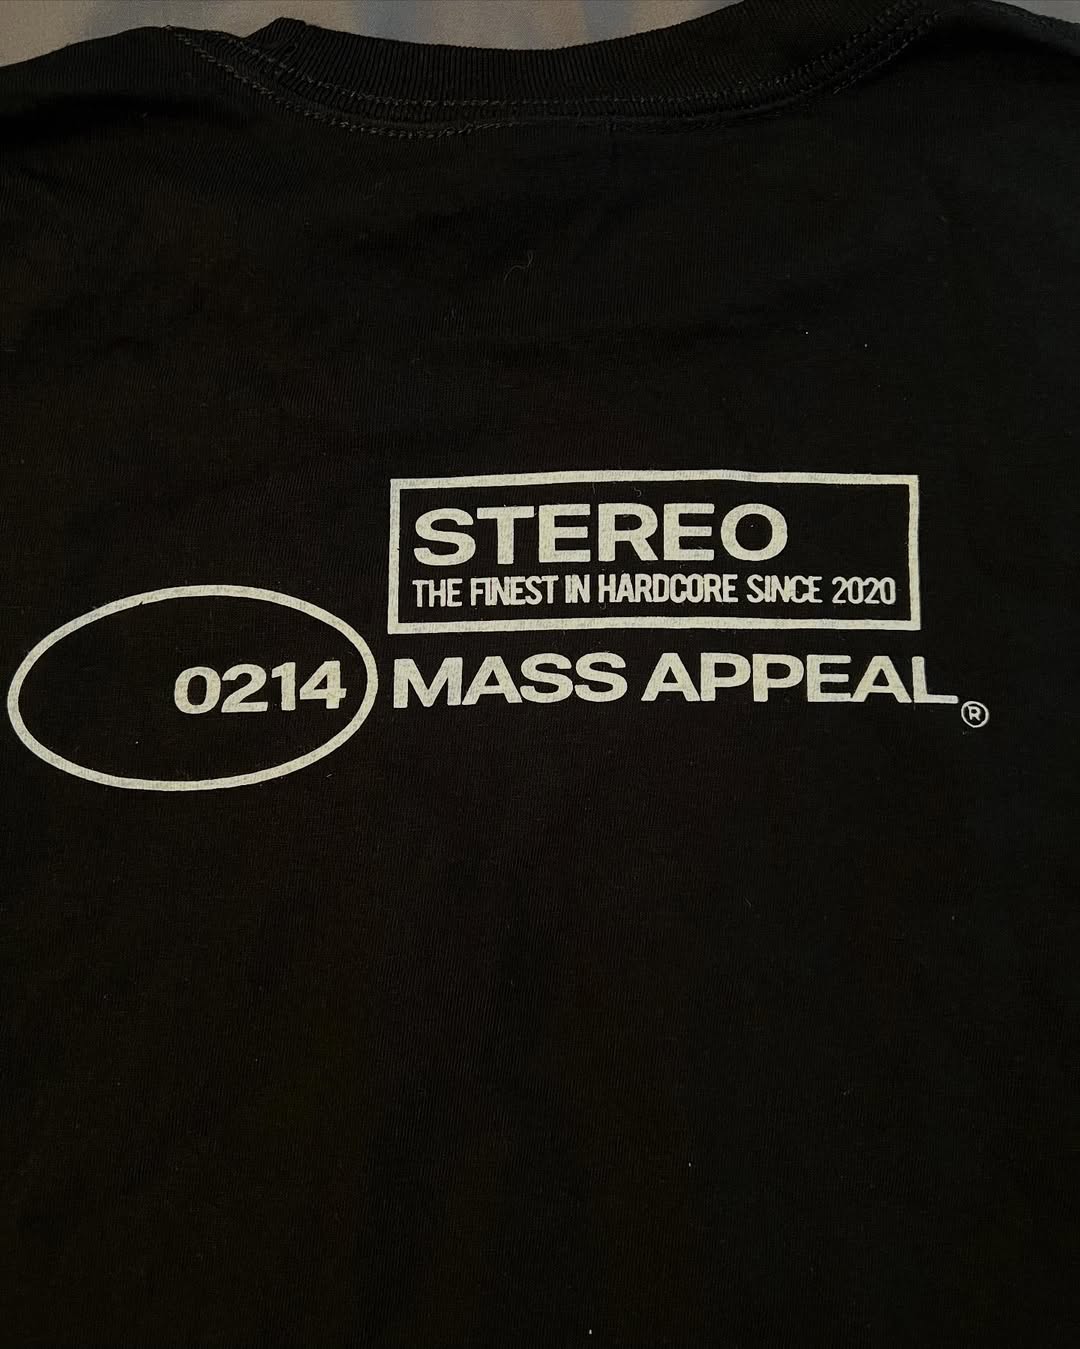 STEREO
THE FINEST IN HARDCORE SINCE 2020
0214 MASS APPEAL®